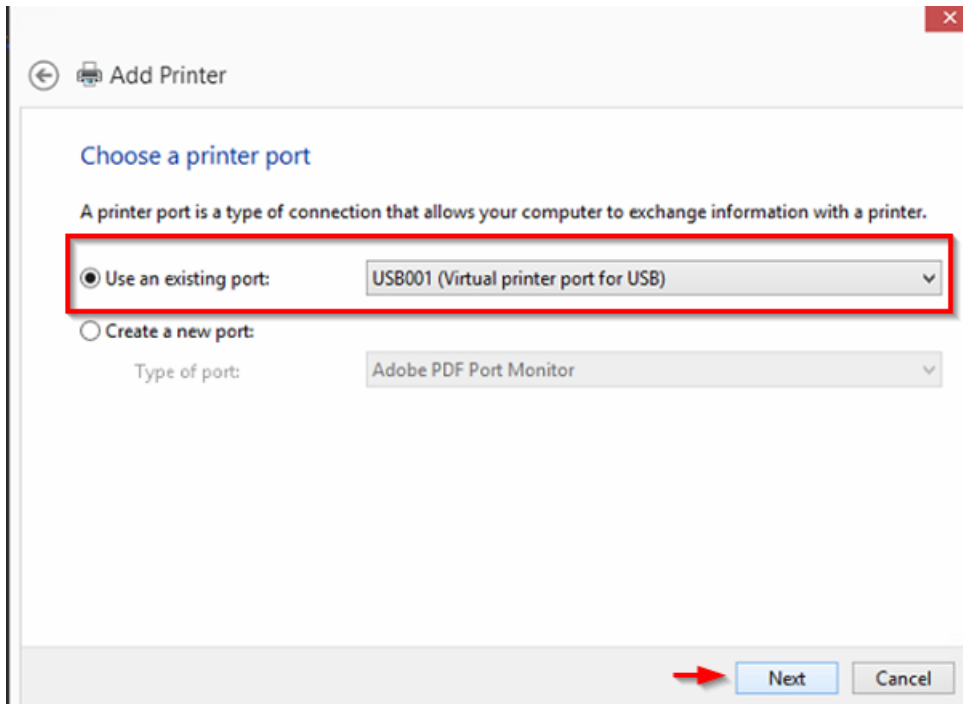 Add Printer
Choose a printer port
A printer port is a type of connection that allows your computer to exchange information with a printer.
Use an existing port: USB001 (Virtual printer port for USB)
Create a new port:
Type of port: Adobe PDF Port Monitor
Next Cancel